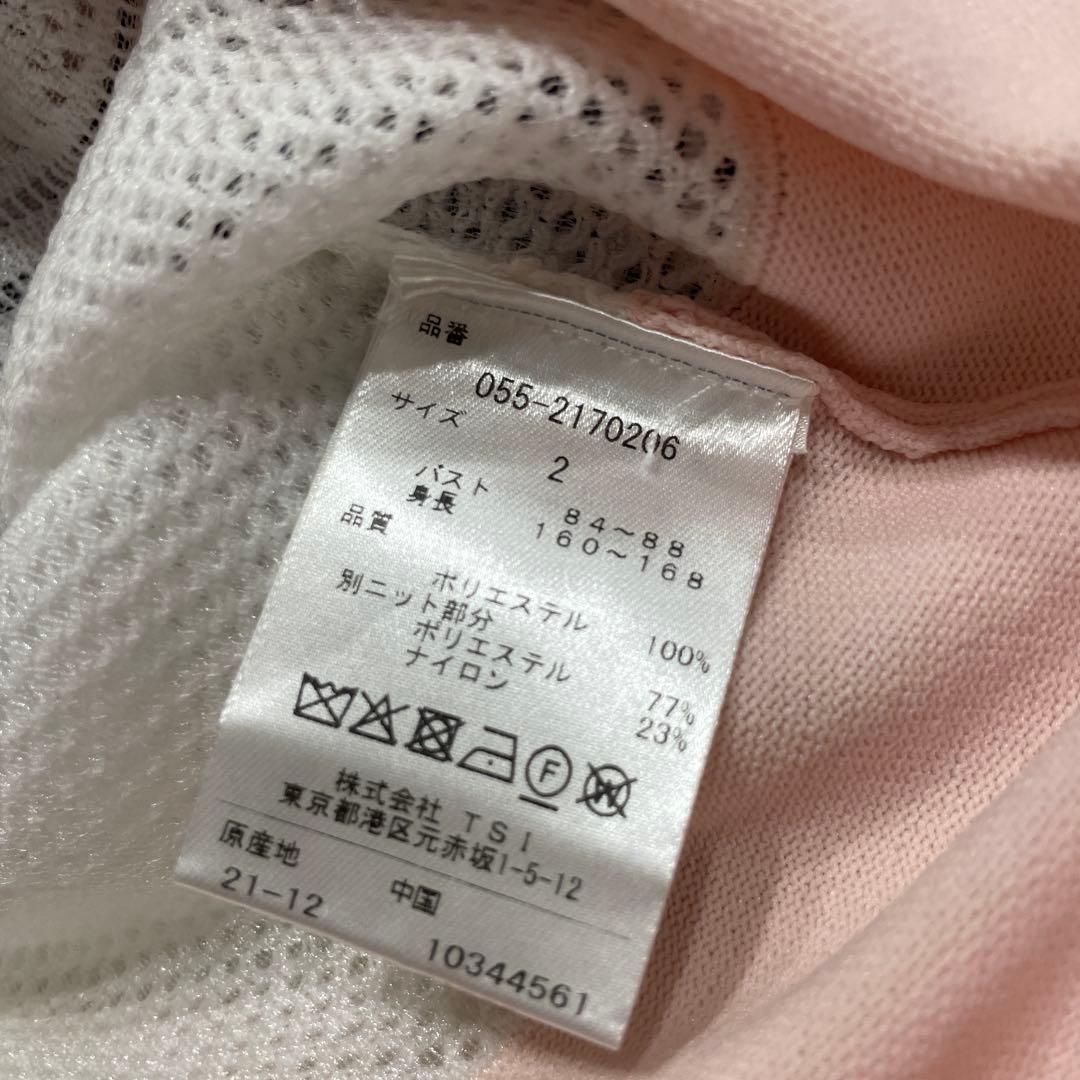 品番
055-2170206
サイズ
2
バスト 84～88
身長 160～168
品質
ポリエステル 100%
別ニット部分
ポリエステル 77%
ナイロン 23%
F W
株式会社 TSI
東京都港区元赤坂1-5-12
原産地 中国
21-12 10344561